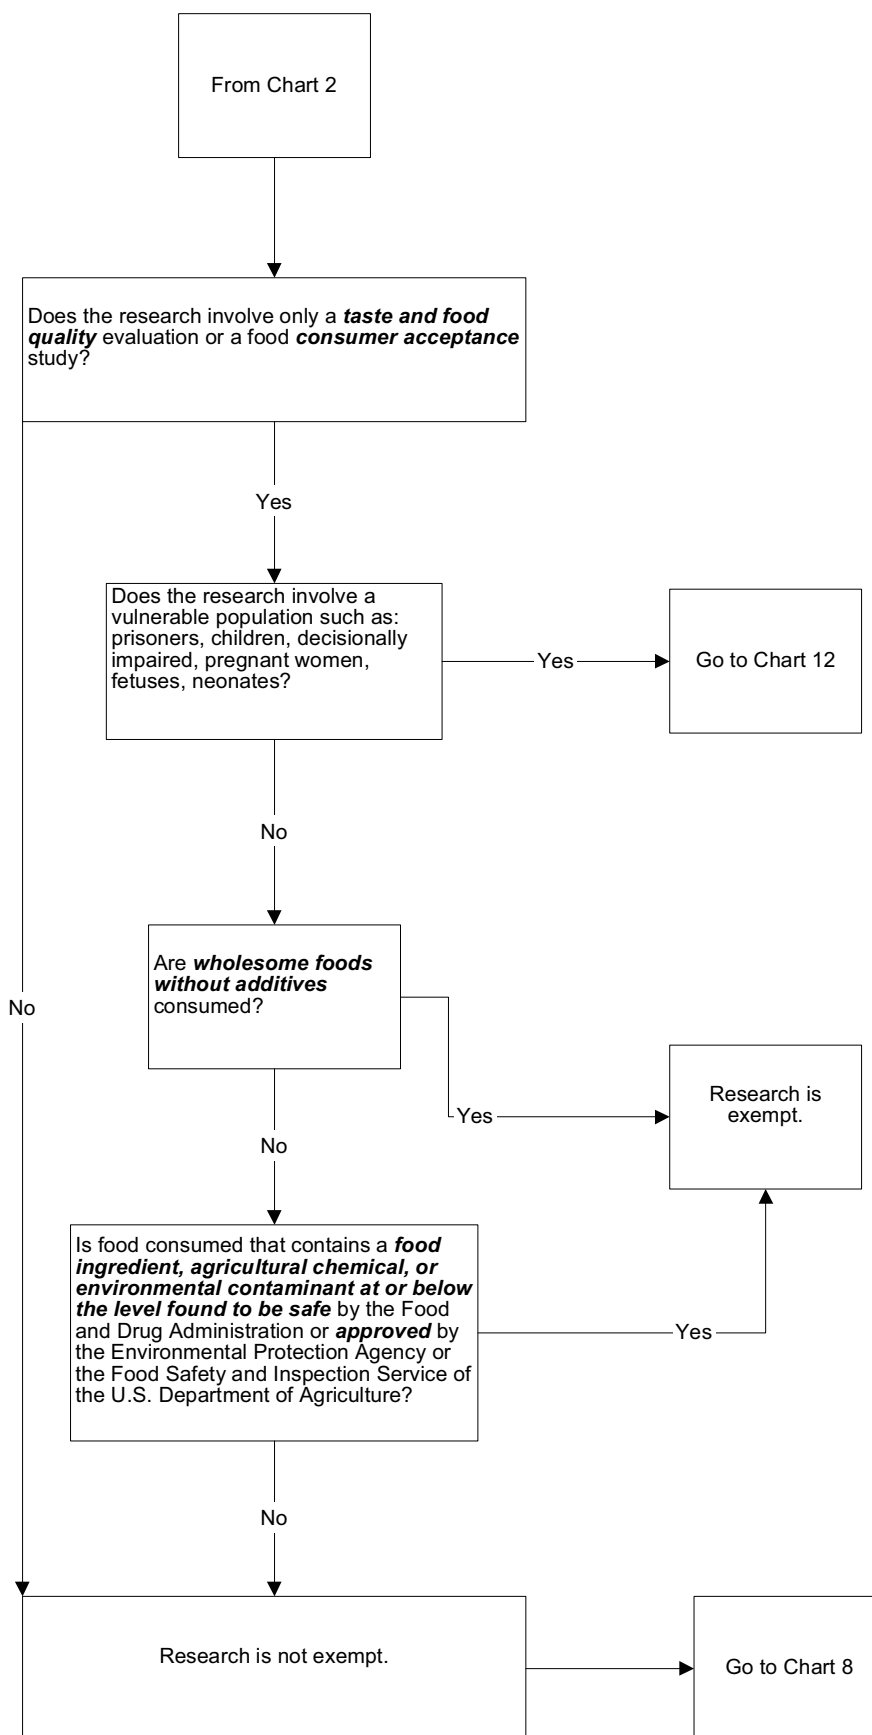 From Chart 2
Does the research involve only a taste and food
quality evaluation or a food consumer acceptance
study?
Yes
Does the research involve a
vulnerable population such as:
prisoners, children, decisionally
impaired, pregnant women,
fetuses, neonates?
Yes
Go to Chart 12
No
Are wholesome foods
without additives
consumed?
No
Yes
Research is
exempt.
No
Is food consumed that contains a food
ingredient, agricultural chemical, or
environmental contaminant at or below
the level found to be safe by the Food
and Drug Administration or approved by
the Environmental Protection Agency or
the Food Safety and Inspection Service of
the U.S. Department of Agriculture?
Yes
No
Research is not exempt.
Go to Chart 8